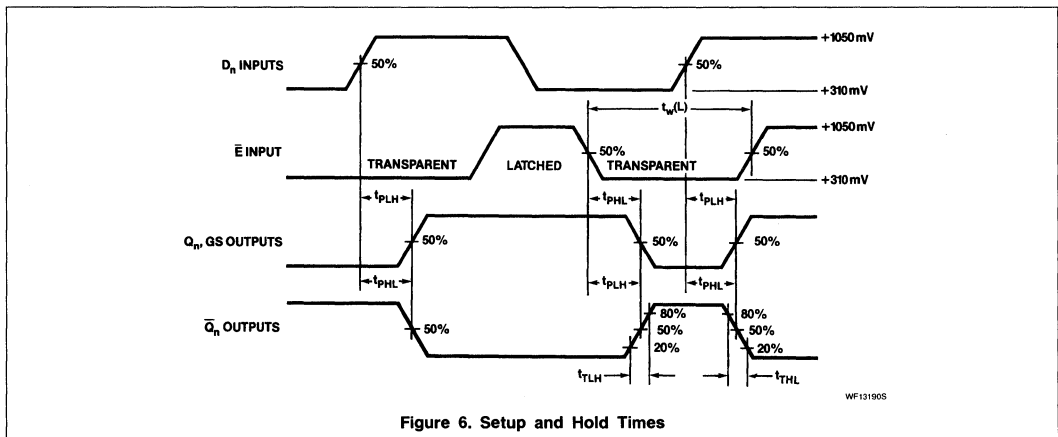 +1050 mV
Dn INPUTS
50%
50%
+310 mV
tw(L)
+1050 mV
E̅ INPUT
50%
50%
TRANSPARENT
LATCHED
TRANSPARENT
+310 mV
tPLH
tPHL
tPLH
Qn, GS OUTPUTS
50%
50%
50%
tPHL
tPLH
tPHL
Q̅n OUTPUTS
50%
80%
50%
20%
80%
50%
20%
tTLH
tTHL
WF13190S
Figure 6. Setup and Hold Times